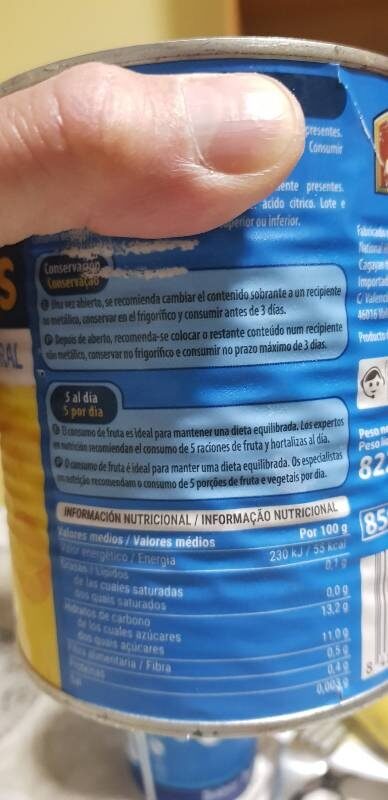 presentes.
Consumir
presentes.
ácido cítrico. Lote e
superior ou inferior.
Conservación
Conservação
Una vez abierto, se recomienda cambiar el contenido sobrante a un recipiente
no metálico, conservar en el frigorífico y consumir antes de 3 días.
Depois de aberto, recomenda-se colocar o restante conteúdo num recipiente
não metálico, conservar no frigorífico e consumir no prazo máximo de 3 dias.
5 al día
5 por dia
El consumo de fruta es ideal para mantener una dieta equilibrada. Los expertos
en nutrición recomiendan el consumo de 5 raciones de fruta y hortalizas al día.
O consumo de fruta é ideal para manter uma dieta equilibrada. Os especialistas
em nutrição recomendam o consumo de 5 porções de fruta e vegetais por dia.
INFORMACIÓN NUTRICIONAL / INFORMAÇÃO NUTRICIONAL
Valores medios / Valores médios Por 100 g
Valor energético / Energia 230 kJ / 55 kcal
Grasas / Lípidos 0,1 g
de las cuales saturadas
dos quais saturados 0,0 g
Hidratos de carbono 13,2 g
de los cuales azúcares
dos quais açúcares 11,0 g
Fibra alimentaria / Fibra 0,5 g
Proteínas 0,4 g
Sal 0,003 g
Fabricado
National
Cagayan
Importad
C/ Valen
46016
Producto
Peso ne
Peso
82
85